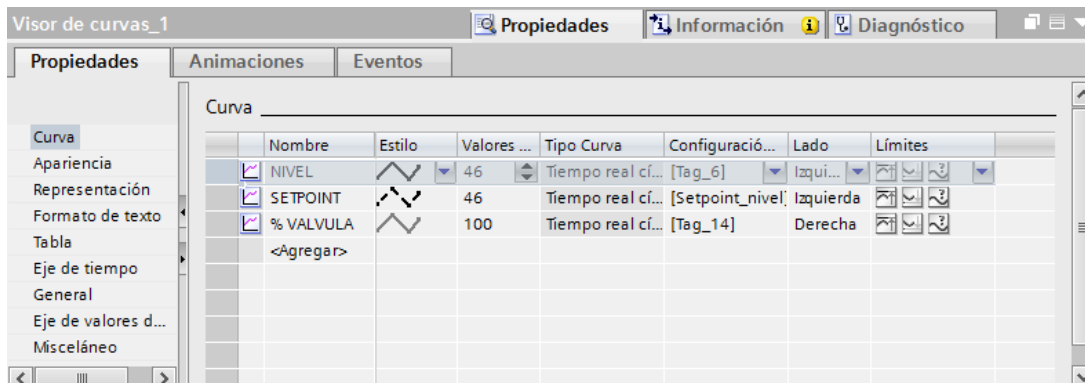 Visor de curvas_1
Propiedades Información Diagnóstico
Propiedades Animaciones Eventos
Curva
Apariencia
Representación
Formato de texto
Tabla
Eje de tiempo
General
Eje de valores d...
Misceláneo
Curva
Nombre Estilo Valores ... Tipo Curva Configuració... Lado Límites
NIVEL 46 Tiempo real cí... [Tag_6] Izqui...
SETPOINT 46 Tiempo real cí... [Setpoint_nivel] Izquierda
% VALVULA 100 Tiempo real cí... [Tag_14] Derecha
<Agregar>